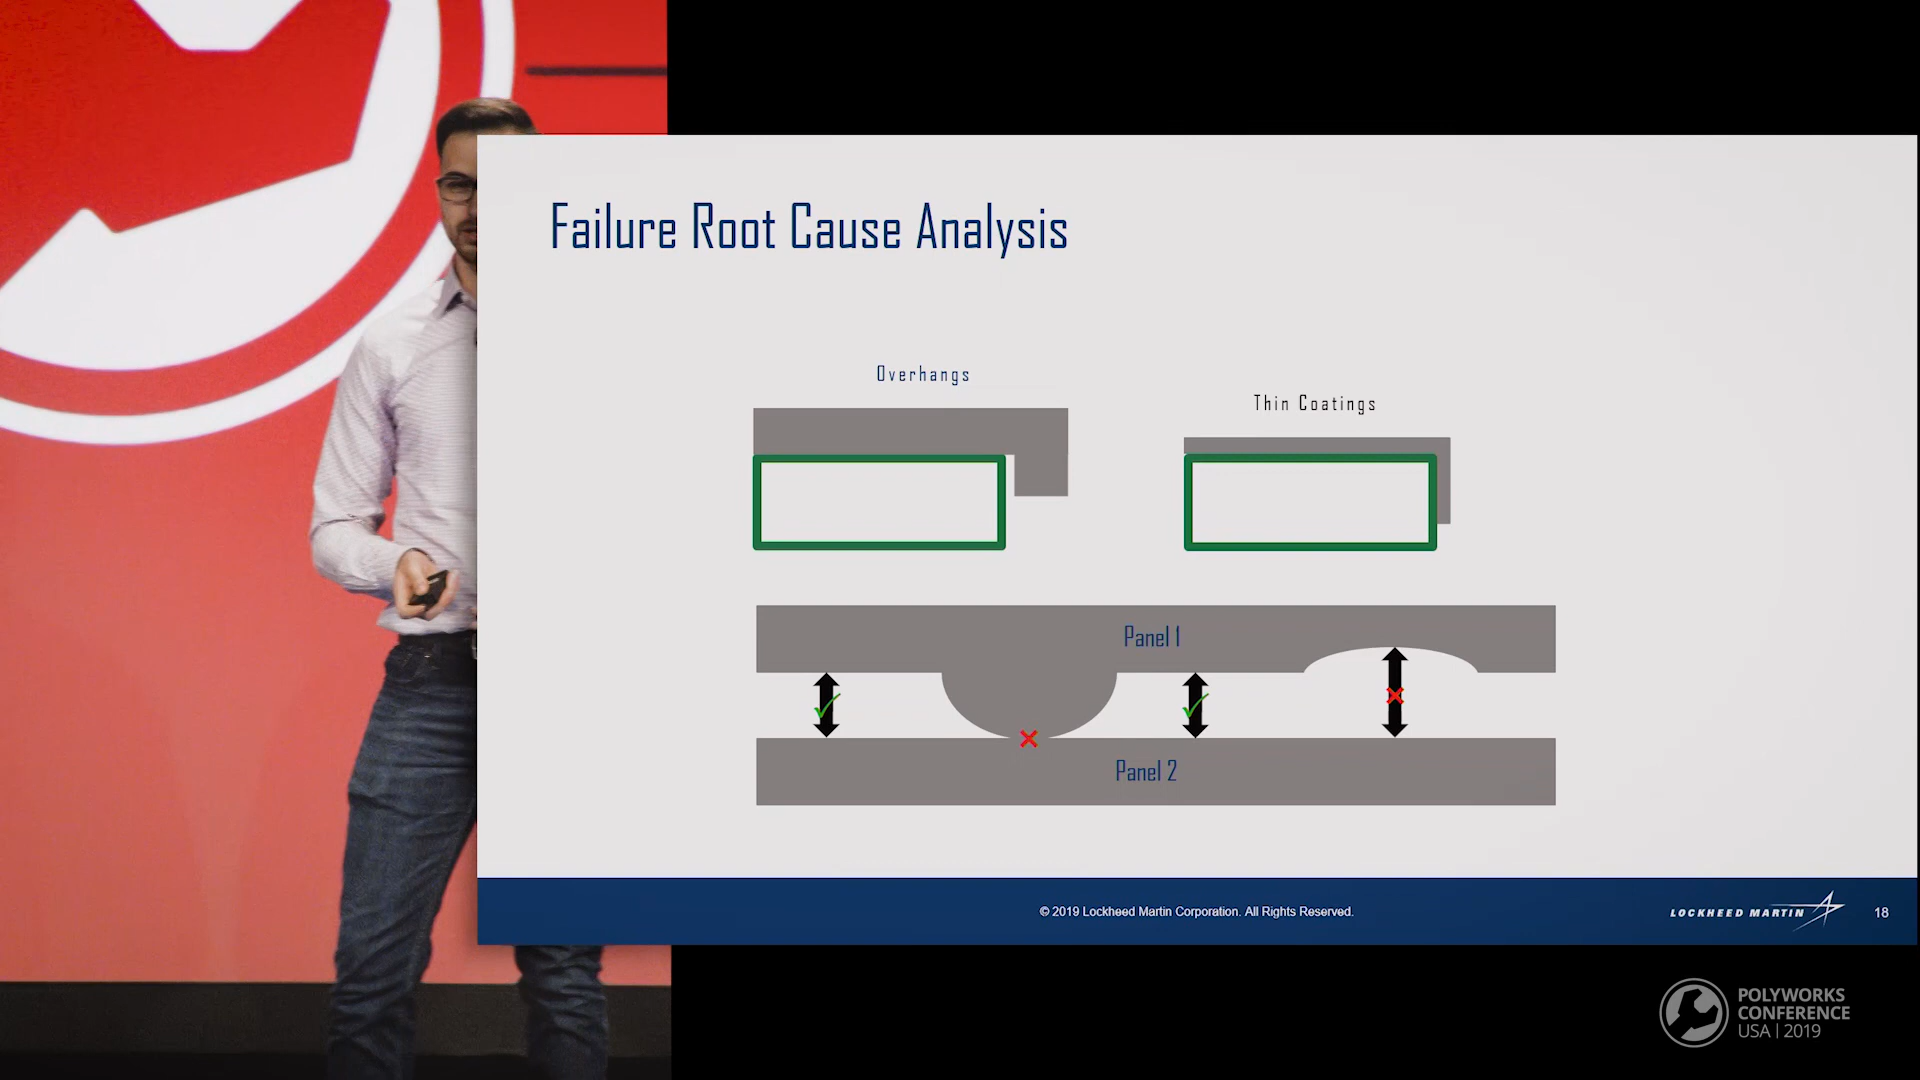 Failure Root Cause Analysis
Overhangs
Thin Coatings
Panel 1
Panel 2
© 2019 Lockheed Martin Corporation. All Rights Reserved.
LOCKHEED MARTIN
18
POLYWORKS
CONFERENCE
USA | 2019